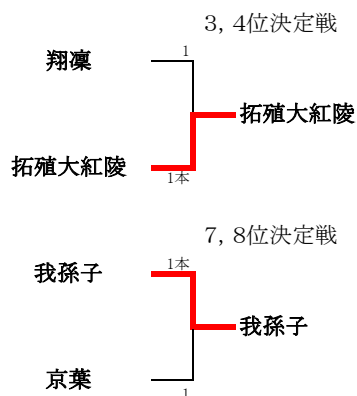 3, 4位決定戦
1
翔凜
拓殖大紅陵
拓殖大紅陵
1本
7, 8位決定戦
1本
我孫子
我孫子
京葉
1